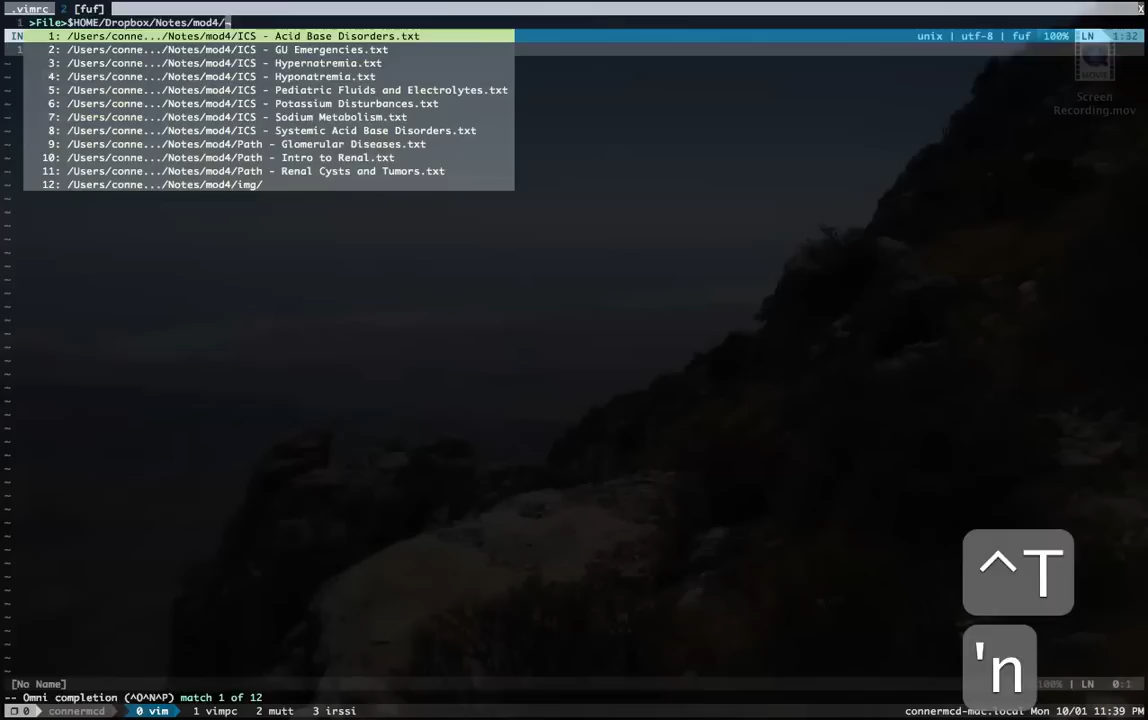 .vimrc 2 [fuf] X
1 >File>$HOME/Dropbox/Notes/mod4/¬
IN unix | utf-8 | fuf 100% LN 1:32
1: /Users/conne.../Notes/mod4/ICS - Acid Base Disorders.txt
1
2: /Users/conne.../Notes/mod4/ICS - GU Emergencies.txt
3: /Users/conne.../Notes/mod4/ICS - Hypernatremia.txt
4: /Users/conne.../Notes/mod4/ICS - Hyponatremia.txt
5: /Users/conne.../Notes/mod4/ICS - Pediatric Fluids and Electrolytes.txt
6: /Users/conne.../Notes/mod4/ICS - Potassium Disturbances.txt
7: /Users/conne.../Notes/mod4/ICS - Sodium Metabolism.txt
8: /Users/conne.../Notes/mod4/ICS - Systemic Acid Base Disorders.txt
9: /Users/conne.../Notes/mod4/Path - Glomerular Diseases.txt
10: /Users/conne.../Notes/mod4/Path - Intro to Renal.txt
11: /Users/conne.../Notes/mod4/Path - Renal Cysts and Tumors.txt
12: /Users/conne.../Notes/mod4/img/
MOVIE
Screen
Recording.mov
^T
'n
[No Name] 100% | LN 0:1
-- Omni completion (^O^N^P) match 1 of 12
0 connermcd 0 vim 1 vimpc 2 mutt 3 irssi connermcd-mac.local Mon 10/01 11:39 PM